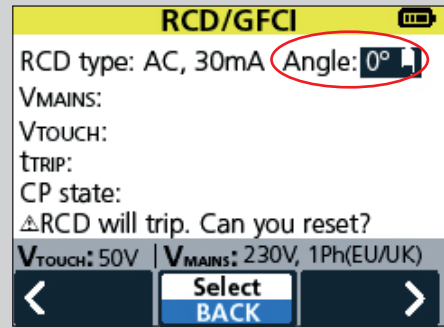 RCD/GFCI
RCD type: AC, 30mA Angle: 0°
VMAINS:
VTOUCH:
tTRIP:
CP state:
⚠RCD will trip. Can you reset?
VTOUCH: 50V | VMAINS: 230V, 1Ph(EU/UK)
< Select >
BACK